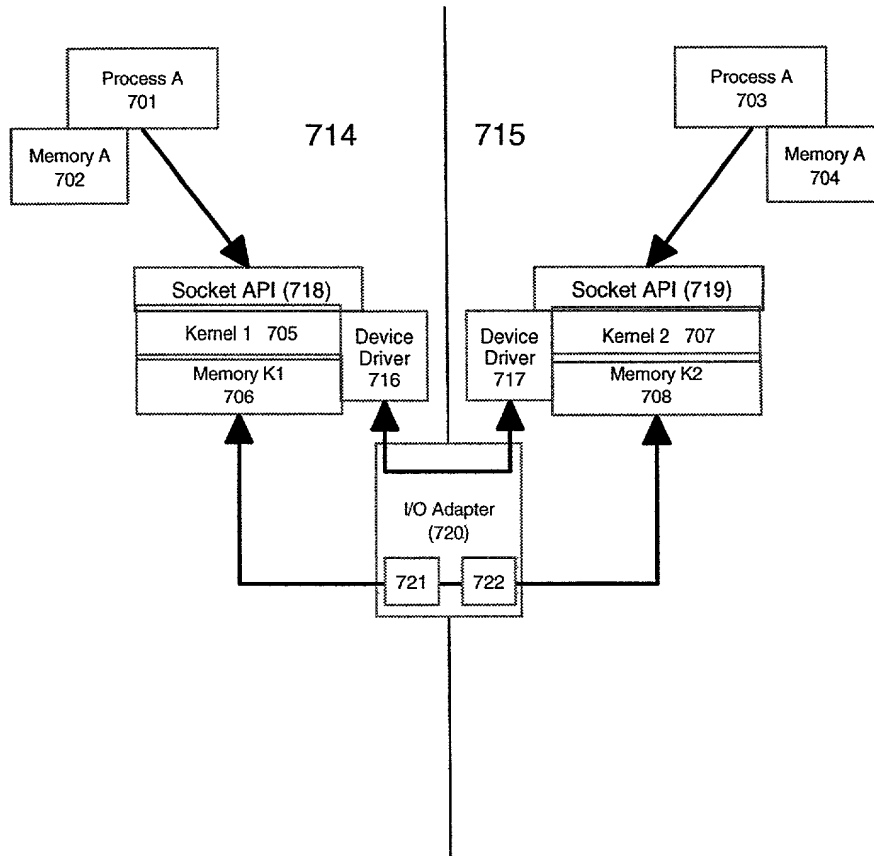 Process A
701
Memory A
702
714
715
Process A
703
Memory A
704
Socket API (718)
Kernel 1 705
Memory K1
706
Device
Driver
716
Socket API (719)
Device
Driver
717
Kernel 2 707
Memory K2
708
I/O Adapter
(720)
721
722